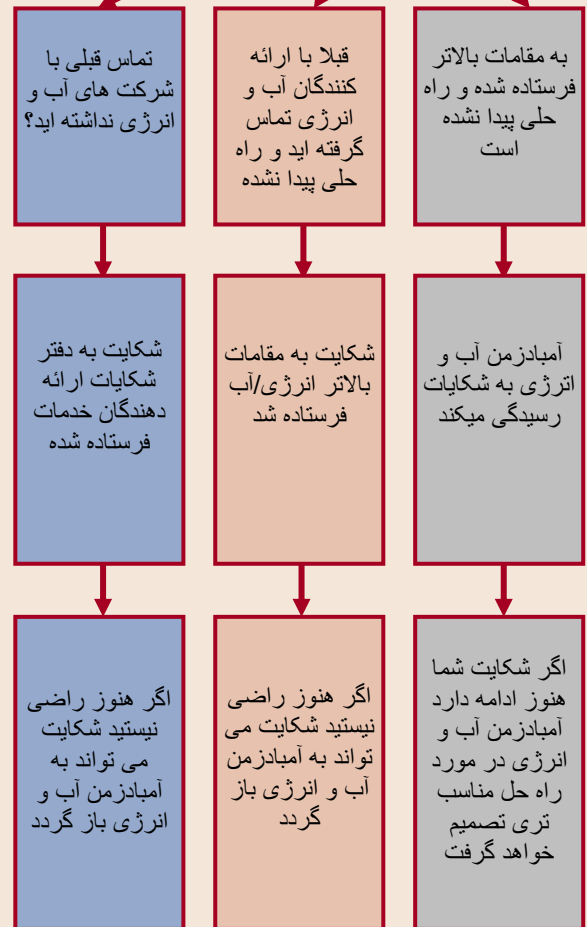 به مقامات بالاتر
فرستاده شده و راه
حلی پیدا نشده
است
قبلا با ارائه
کنندگان آب و
انرژی تماس
گرفته اید و راه
حلی پیدا نشده
تماس قبلی با
شرکت های آب و
انرژی نداشته اید؟
آمبادزمن آب و
اترژی به شکایات
رسیدگی میکند
شکایت به مقامات
بالاتر انرژی/آب
فرستاده شد
شکایت به دفتر
شکایات ارائه
دهندگان خدمات
فرستاده شده
اگر شکایت شما
هنوز ادامه دارد
آمبادزمن آب و
انرژی در مورد
راه حل مناسب
تری تصمیم
خواهد گرفت
اگر هنوز راضی
نیستید شکایت می
تواند به آمبادزمن
آب و انرژی باز
گردد
اگر هنوز راضی
نیستید شکایت
می تواند به
آمبادزمن آب و
انرژی باز گردد